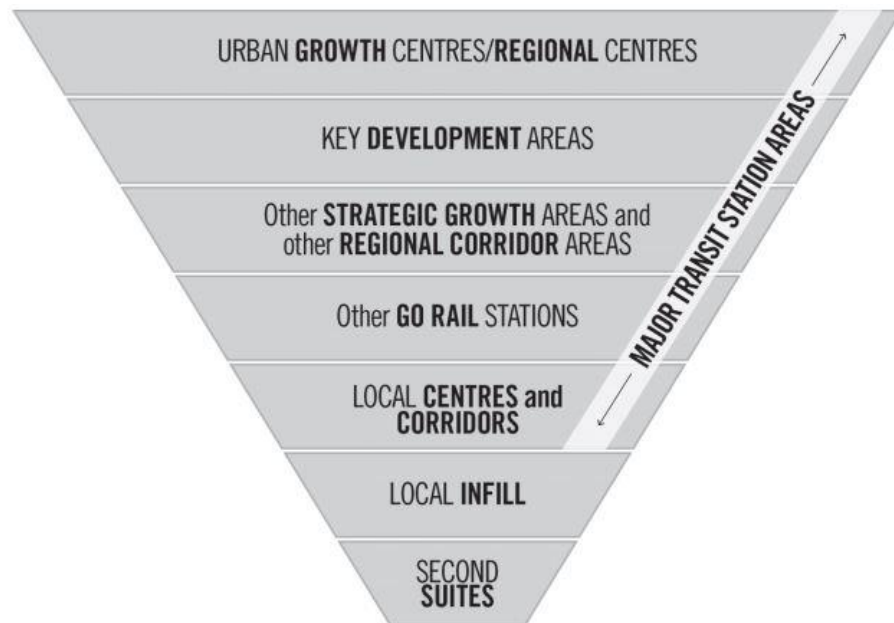 URBAN GROWTH CENTRES/REGIONAL CENTRES
KEY DEVELOPMENT AREAS
Other STRATEGIC GROWTH AREAS and
other REGIONAL CORRIDOR AREAS
Other GO RAIL STATIONS
LOCAL CENTRES and
CORRIDORS
LOCAL INFILL
SECOND
SUITES
MAJOR TRANSIT STATION AREAS